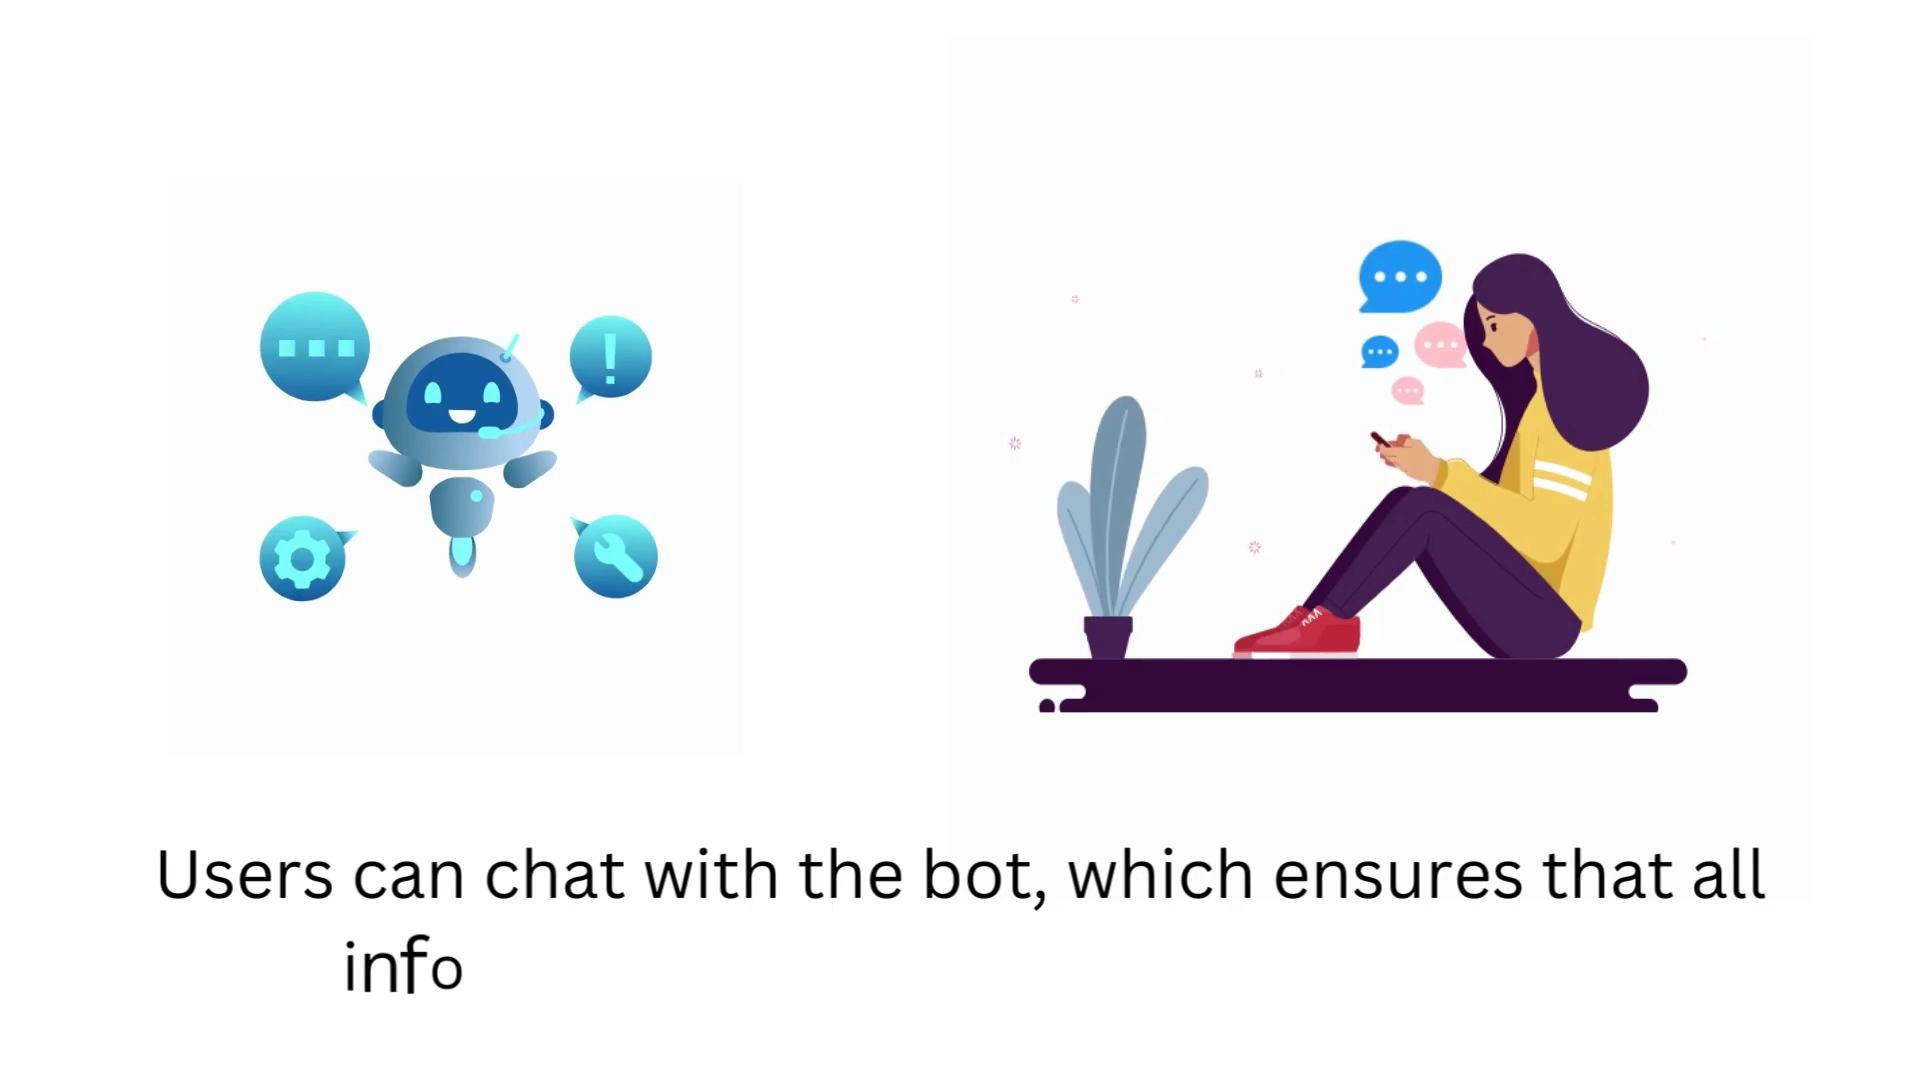 Users can chat with the bot, which ensures that all
info